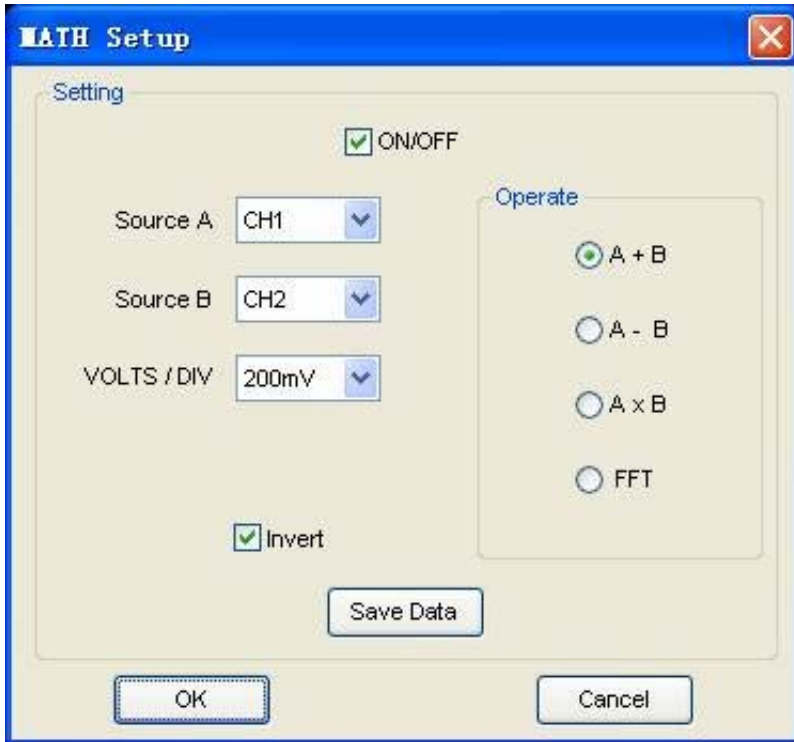 MATH Setup
Setting
ON/OFF
Source A CH1
Source B CH2
VOLTS / DIV 200mV
Invert
Operate
A + B
A - B
A x B
FFT
Save Data
OK Cancel